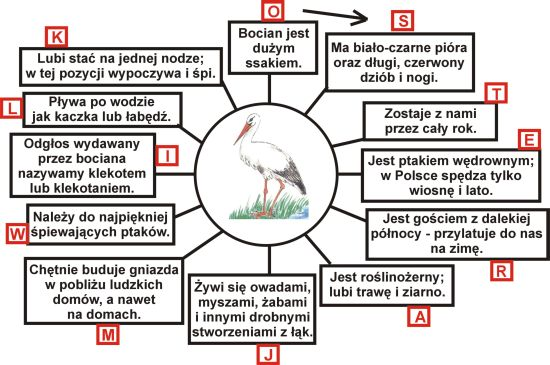 O
Bocian jest
dużym
ssakiem.
S
Ma biało-czarne pióra
oraz długi, czerwony
dziób i nogi.
T
Zostaje z nami
przez cały rok.
E
Jest ptakiem wędrownym;
w Polsce spędza tylko
wiosnę i lato.
Jest gościem z dalekiej
północy - przylatuje do nas
na zimę.
R
Jest roślinożerny;
lubi trawę i ziarno.
A
Żywi się owadami,
myszami, żabami
i innymi drobnymi
stworzeniami z łąk.
J
Chętnie buduje gniazda
w pobliżu ludzkich
domów, a nawet
na domach.
M
Należy do najpiękniej
śpiewających ptaków.
W
Odgłos wydawany
przez bociana
nazywamy klekotem
lub klekotaniem.
I
Pływa po wodzie
jak kaczka lub łabędź.
L
K
Lubi stać na jednej nodze;
w tej pozycji wypoczywa i śpi.